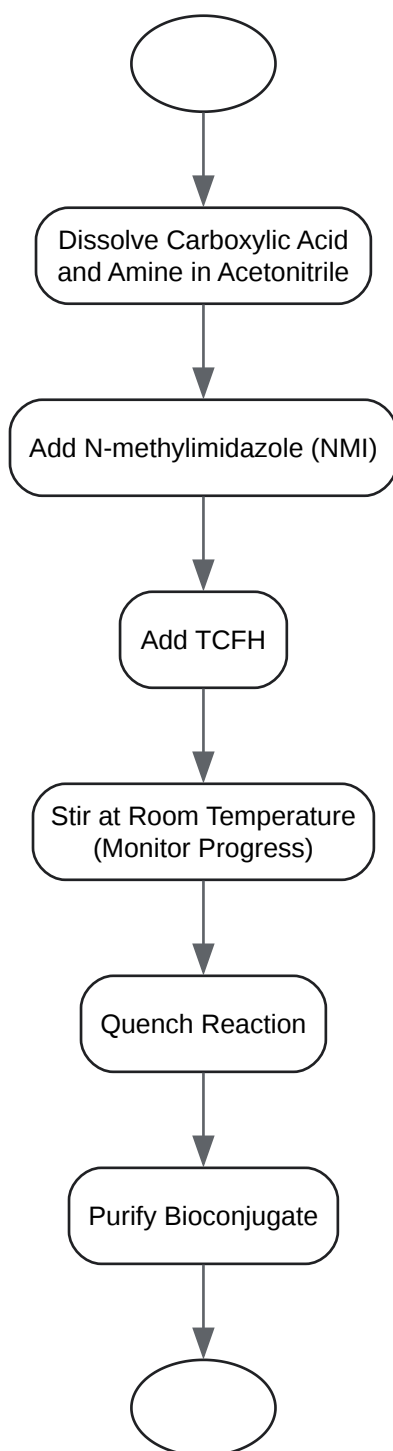 Dissolve Carboxylic Acid
and Amine in Acetonitrile
Add N-methylimidazole (NMI)
Add TCFH
Stir at Room Temperature
(Monitor Progress)
Quench Reaction
Purify Bioconjugate